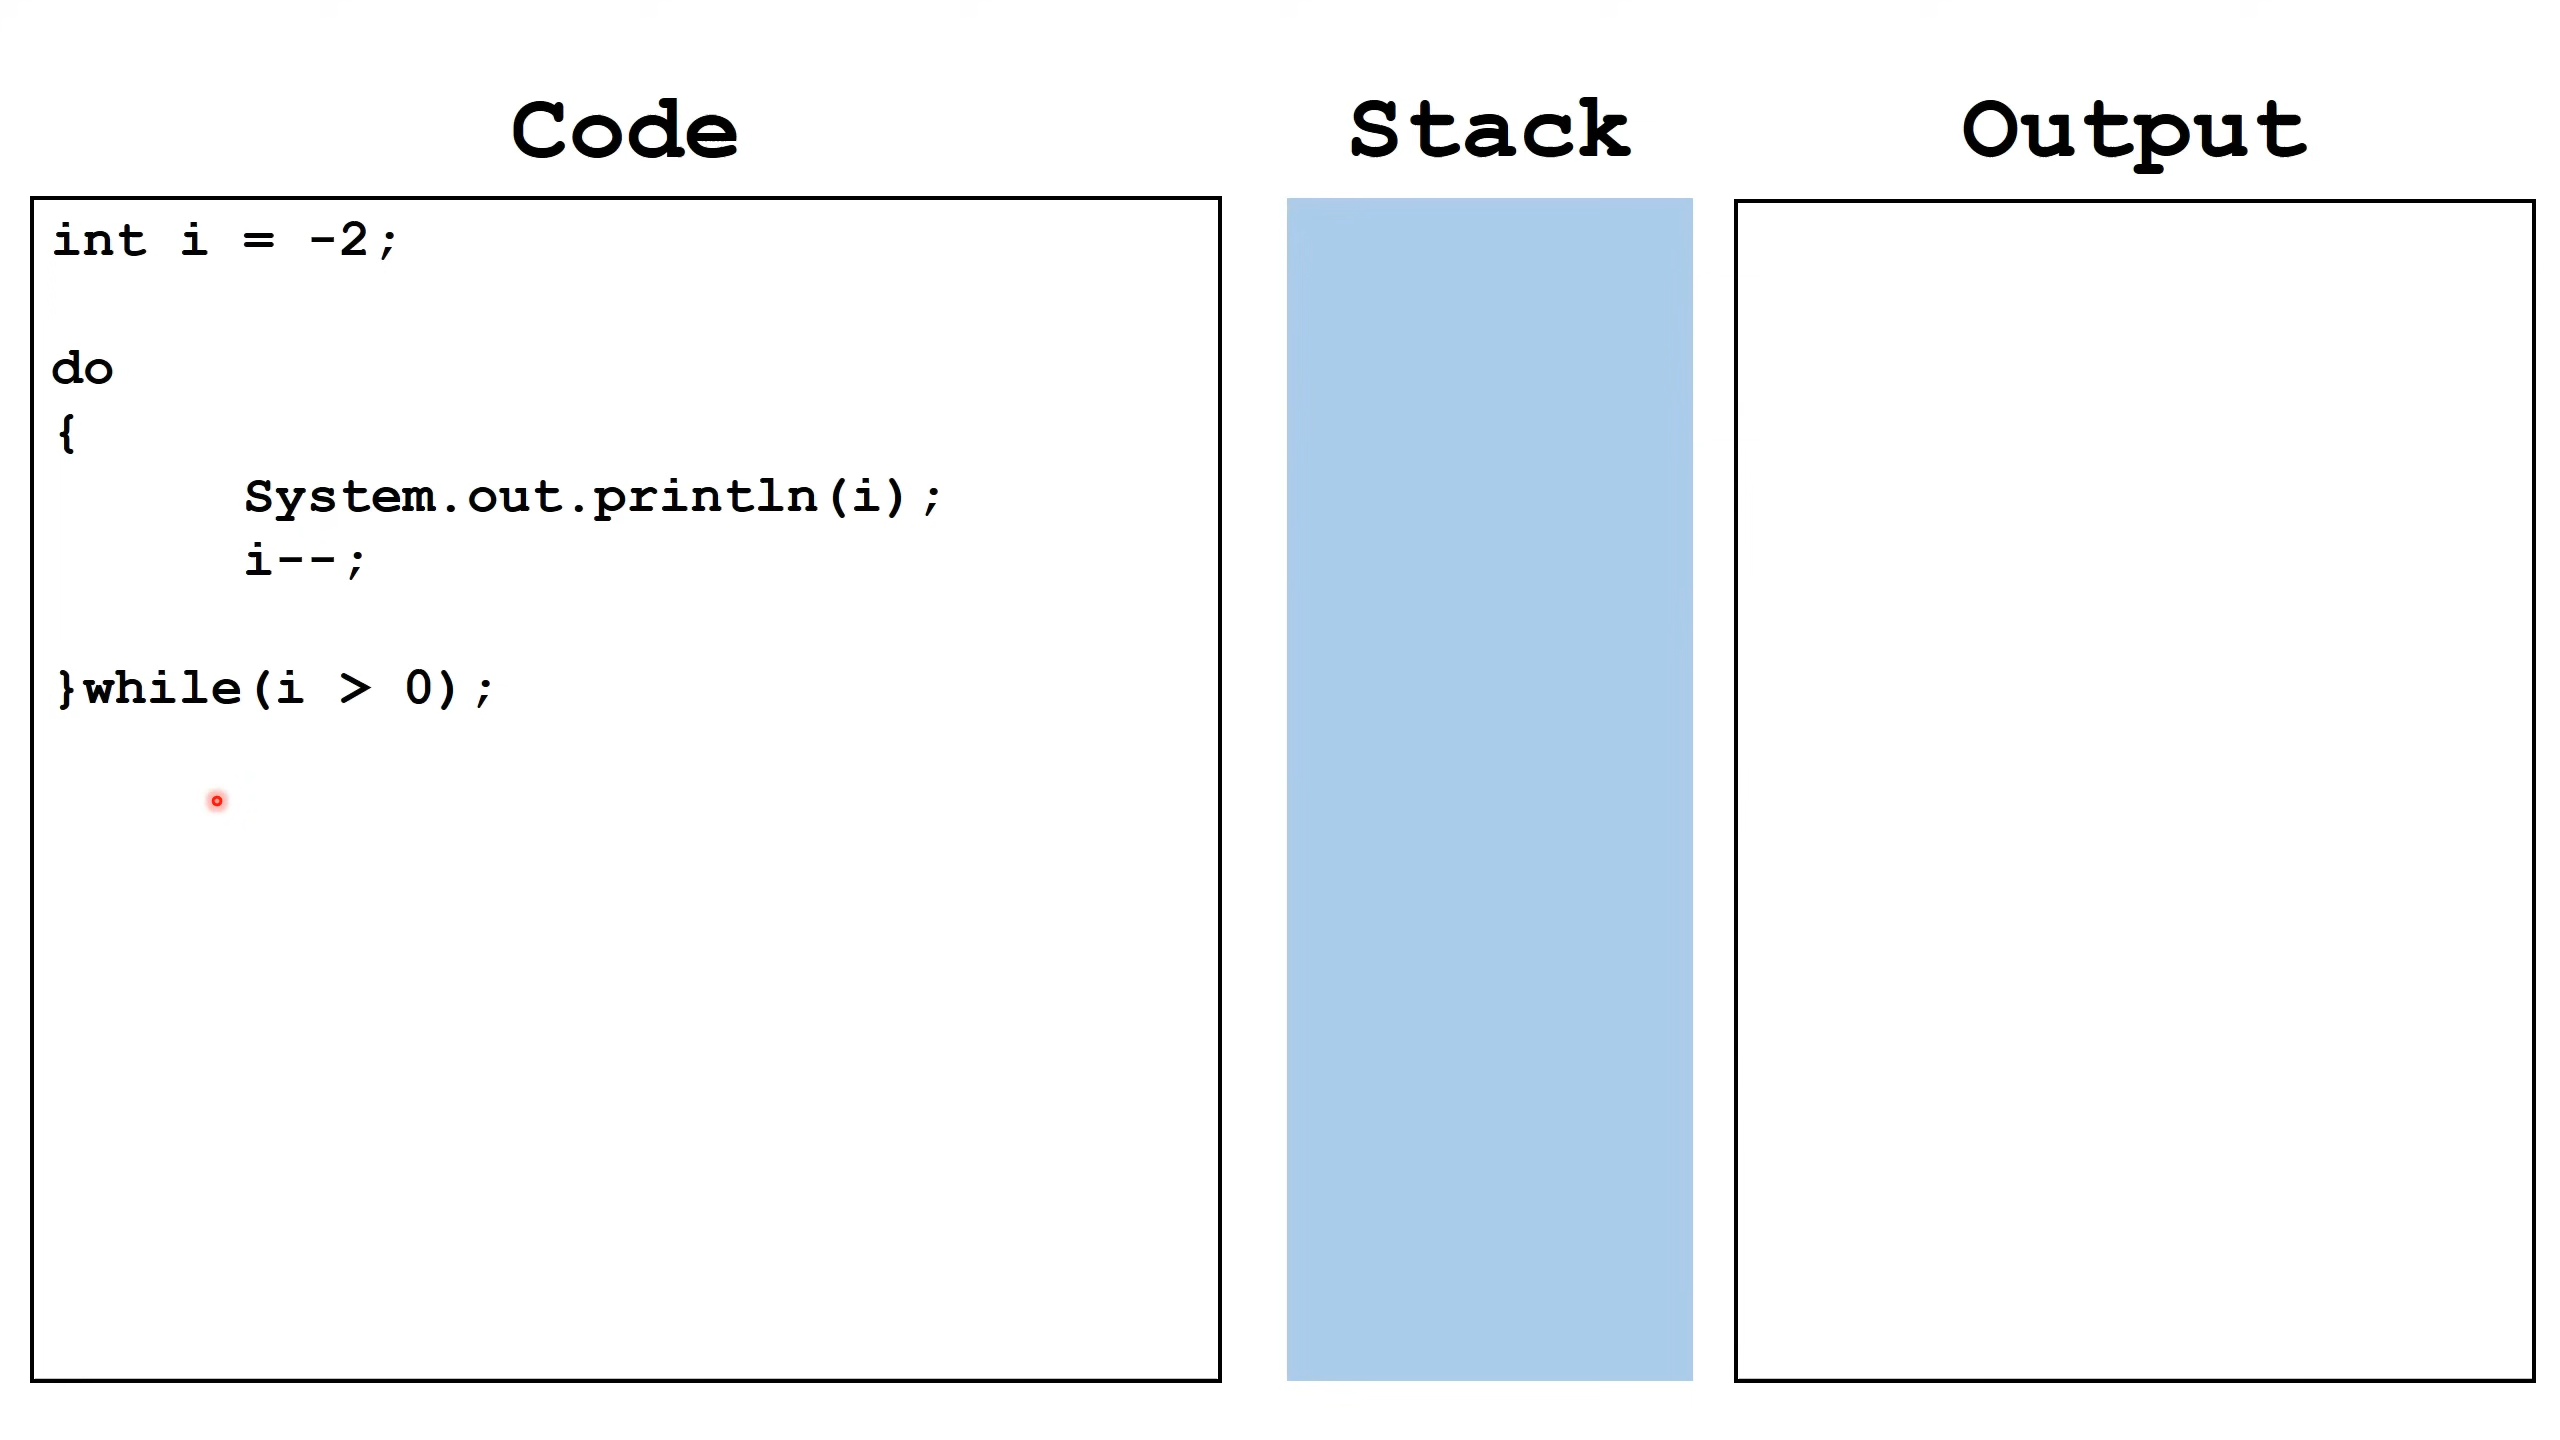 Code
Stack
Output
int i = -2;
do
{
System.out.println(i);
i--;
}while(i > 0);